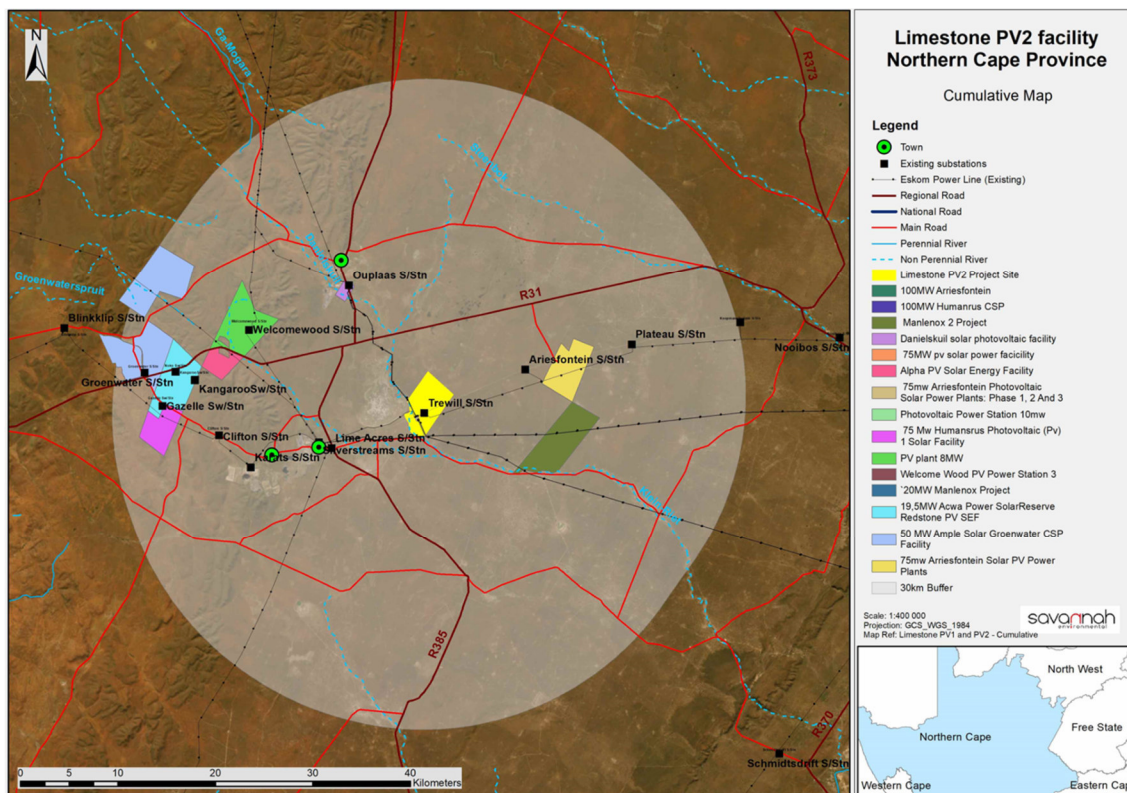 Limestone PV2 facility
Northern Cape Province
Cumulative Map
Legend
Town
Existing substations
Eskom Power Line (Existing)
Regional Road
National Road
Main Road
Perennial River
Non Perennial River
Limestone PV2 Project Site
100MW Arriesfontein
100MW Humanrus CSP
Manlenox 2 Project
Danielskuil solar photovoltaic facility
75MW pv solar power facicility
Alpha PV Solar Energy Facility
75mw Arriesfontein Photovoltaic
Solar Power Plants: Phase 1, 2 And 3
Photovoltaic Power Station 10mw
75 Mw Humansrus Photovoltaic (Pv)
1 Solar Facility
PV plant 8MW
Welcome Wood PV Power Station 3
`20MW Manlenox Project
19,5MW Acwa Power SolarReserve
Redstone PV SEF
50 MW Ample Solar Groenwater CSP
Facility
75mw Arriesfontein Solar PV Power
Plants
30km Buffer
Scale: 1:400 000
Projection: GCS_WGS_1984
Map Ref: Limestone PV1 and PV2 - Cumulative
savannah
environmental
North West
Free State
Northern Cape
Western Cape
Eastern Cap
N
Ga-Mogara
R373
Ouplaas S/Stn
Groenwaterspruit
R31
Blinkklip S/Stn
Welcomewood S/Stn
Plateau S/Stn
Nooibos S/Stn
Ariesfontein S/Stn
Groenwater S/Stn
KangarooSw/Stn
Gazelle Sw/Stn
Trewill S/Stn
Clifton S/Stn
Lime Acres S/Stn
Silverstreams S/Stn
Karats S/Stn
R385
R370
Schmidtsdrift S/Stn
0 5 10 20 30 40
Kilometers